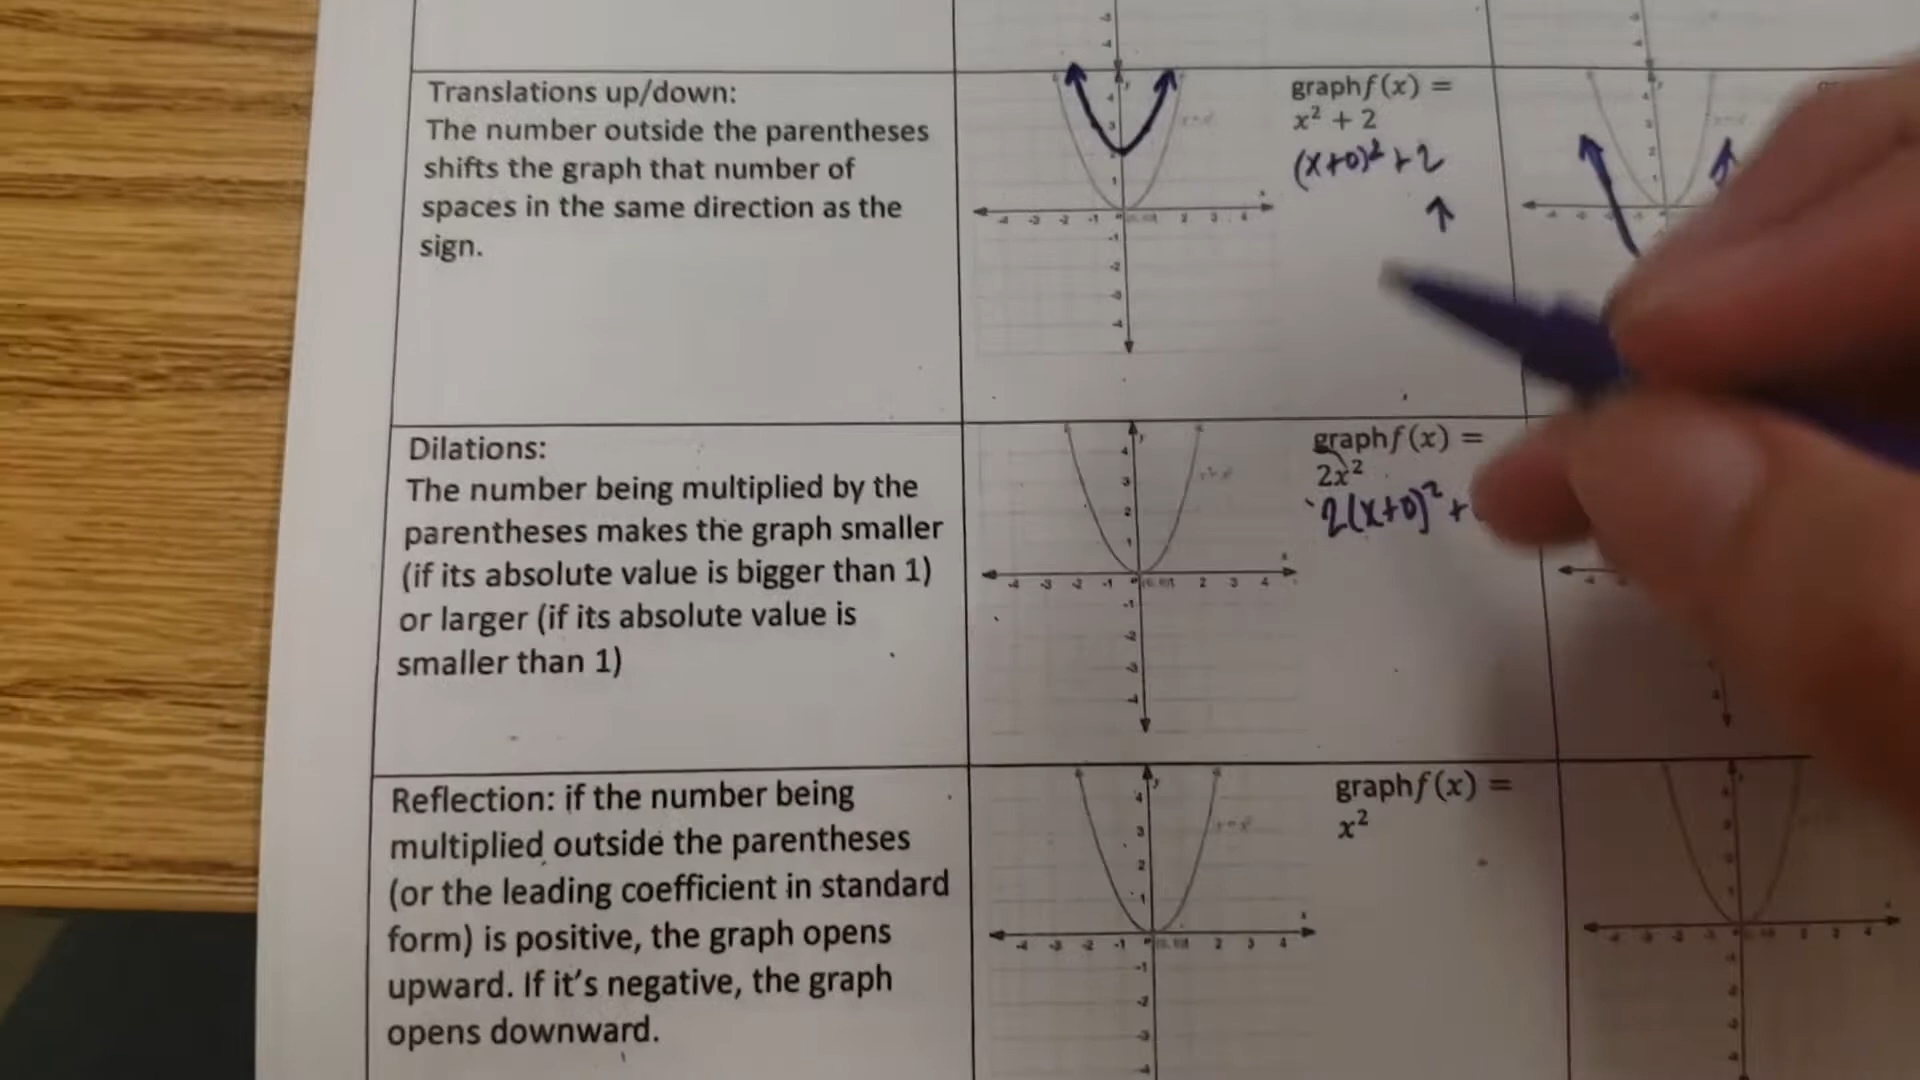 Translations up/down:
The number outside the parentheses
shifts the graph that number of
spaces in the same direction as the
sign.
graph f(x) =
x² + 2
(x+0)² + 2
Dilations:
The number being multiplied by the
parentheses makes the graph smaller
(if its absolute value is bigger than 1)
or larger (if its absolute value is
smaller than 1)
graph f(x) =
2x²
2(x+0)² +
Reflection: if the number being
multiplied outside the parentheses
(or the leading coefficient in standard
form) is positive, the graph opens
upward. If it's negative, the graph
opens downward.
graph f(x) =
x²